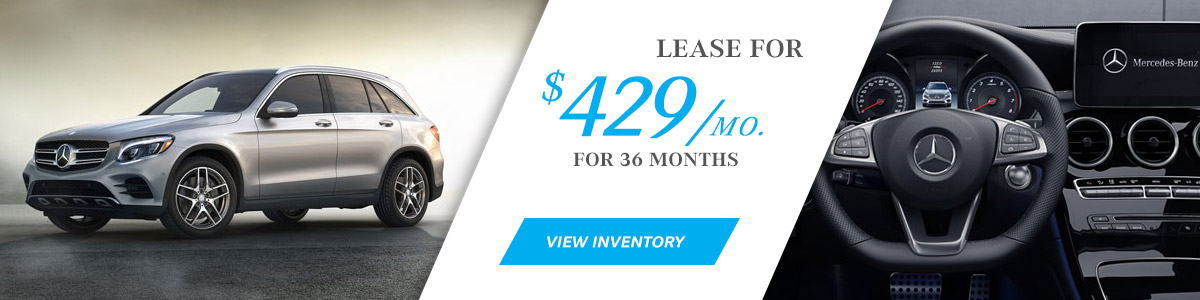 LEASE FOR
$429/MO.
FOR 36 MONTHS
VIEW INVENTORY
Mercedes-Benz